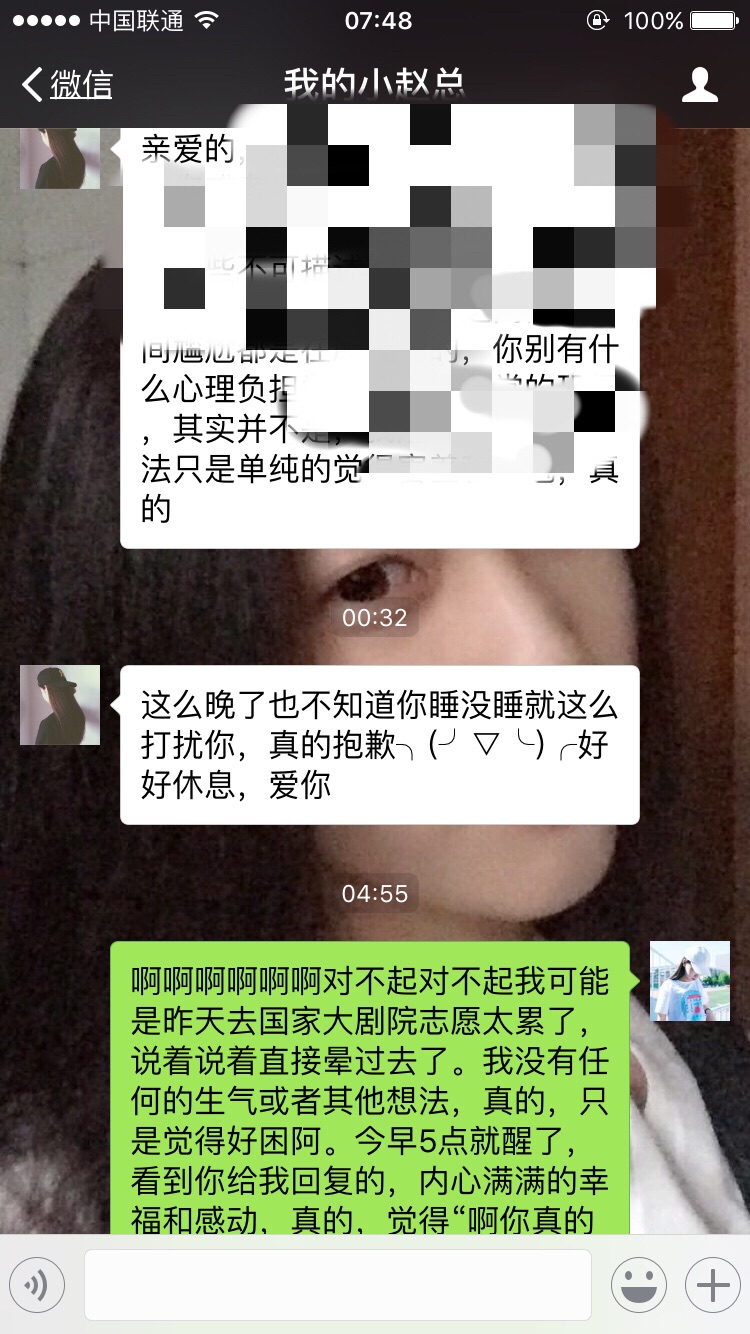 中国联通
07:48
100%
微信
我的小赵总
亲爱的,
些不可描述
间尴尬都是在
的，你别有什
么心理负担
，其实并不是，
法只是单纯的觉得
，真
的
00:32
这么晚了也不知道你睡没睡就这么
打扰你，真的抱歉╮(╯▽╰)╭好
好休息，爱你
04:55
啊啊啊啊啊啊对不起对不起我可能
是昨天去国家大剧院志愿太累了，
说着说着直接晕过去了。我没有任
何的生气或者其他想法，真的，只
是觉得好困阿。今早5点就醒了，
看到你给我回复的，内心满满的幸
福和感动，真的，觉得“啊你真的